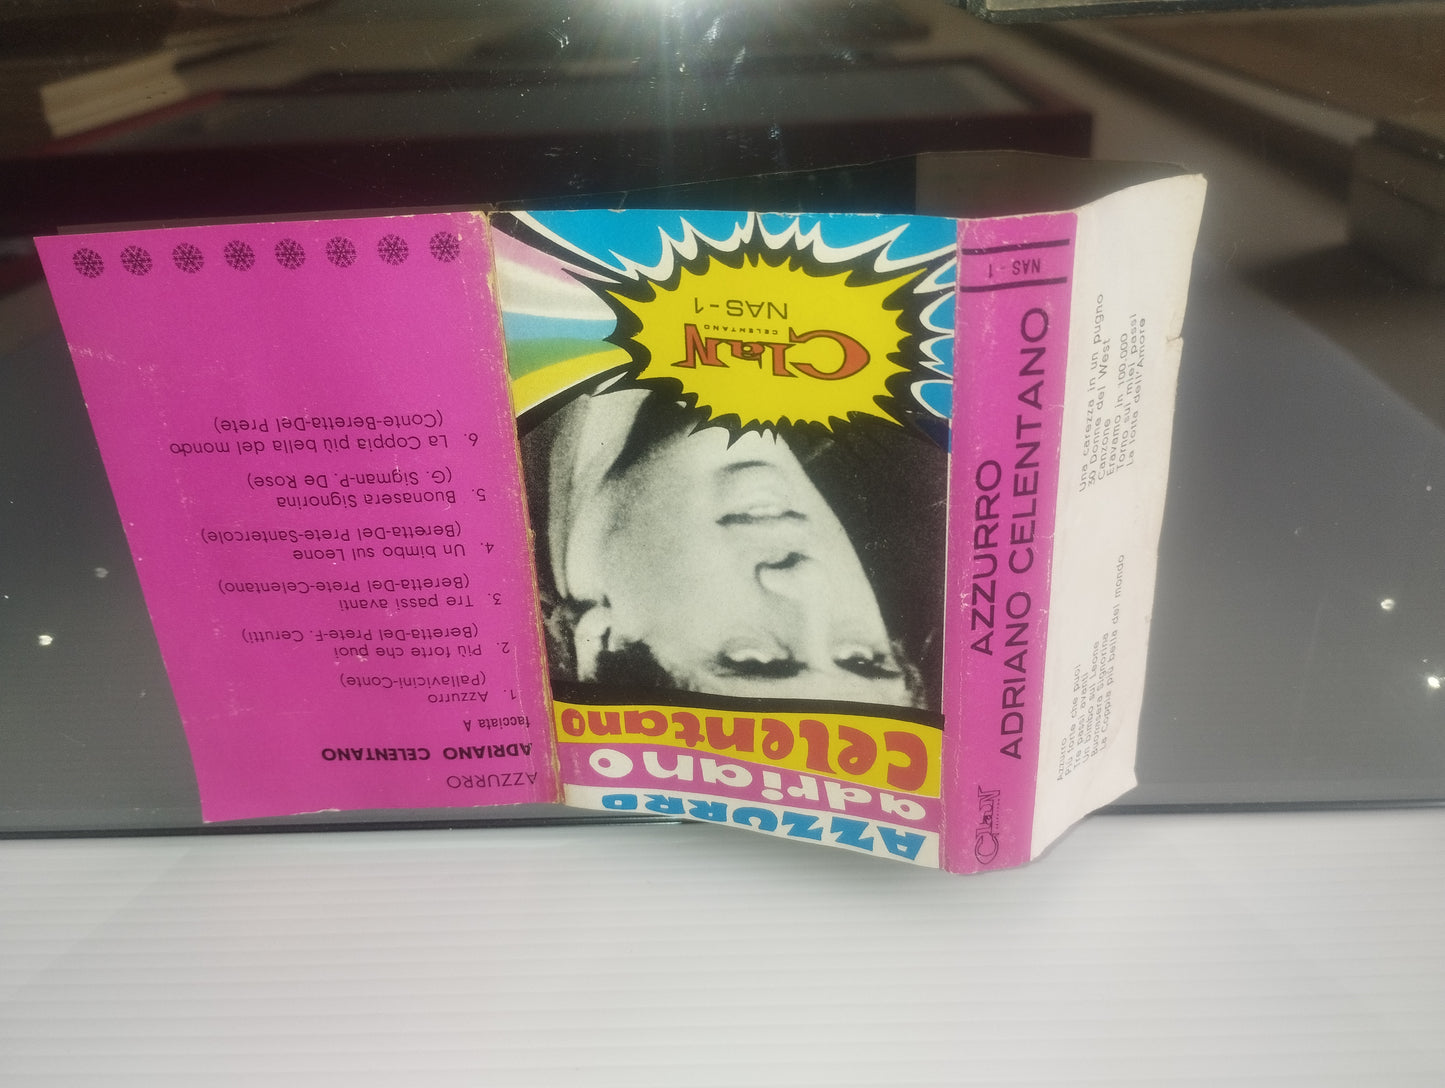 AZZURRO
ADRIANO CELENTANO
facciata A
1. Azzurro
(Pallavicini-Conte)
2. Più forte che puoi
(Beretta-Del Prete-F. Cerutti)
3. Tre passi avanti
(Beretta-Del Prete-Celentano)
4. Un bimbo sul Leone
(Beretta-Del Prete-Santercole)
5. Buonasera Signorina
(G. Sigman-P. De Rose)
6. La Coppia più bella del mondo
(Conte-Beretta-Del Prete)
AZZURRO
adriano
celentano
Clan
CELENTANO
NAS-1
Clan
AZZURRO
ADRIANO CELENTANO
NAS - 1
Azzurro
Più forte che puoi
Tre passi avanti
Un bimbo sul Leone
Buonasera Signorina
La Coppia più bella del mondo
Una carezza in un pugno
30 Donne del West
Canzone
Eravamo in 100.000
Torno sui miei passi
La lotta dell'Amore